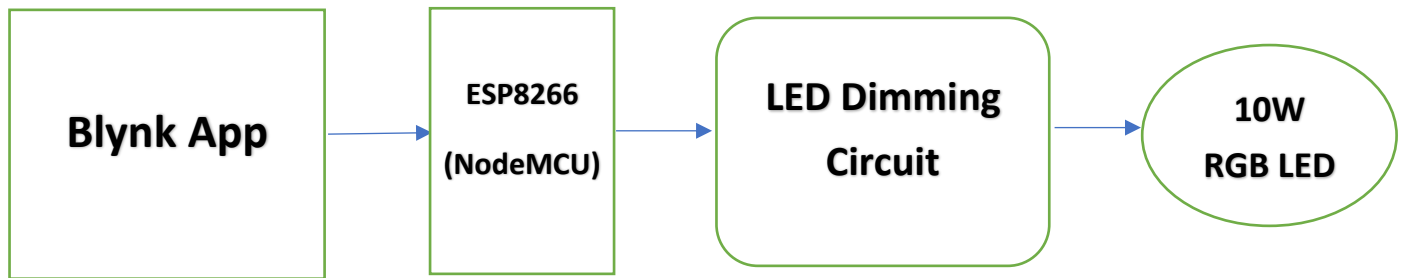 Blynk App
ESP8266
(NodeMCU)
LED Dimming
Circuit
10W
RGB LED